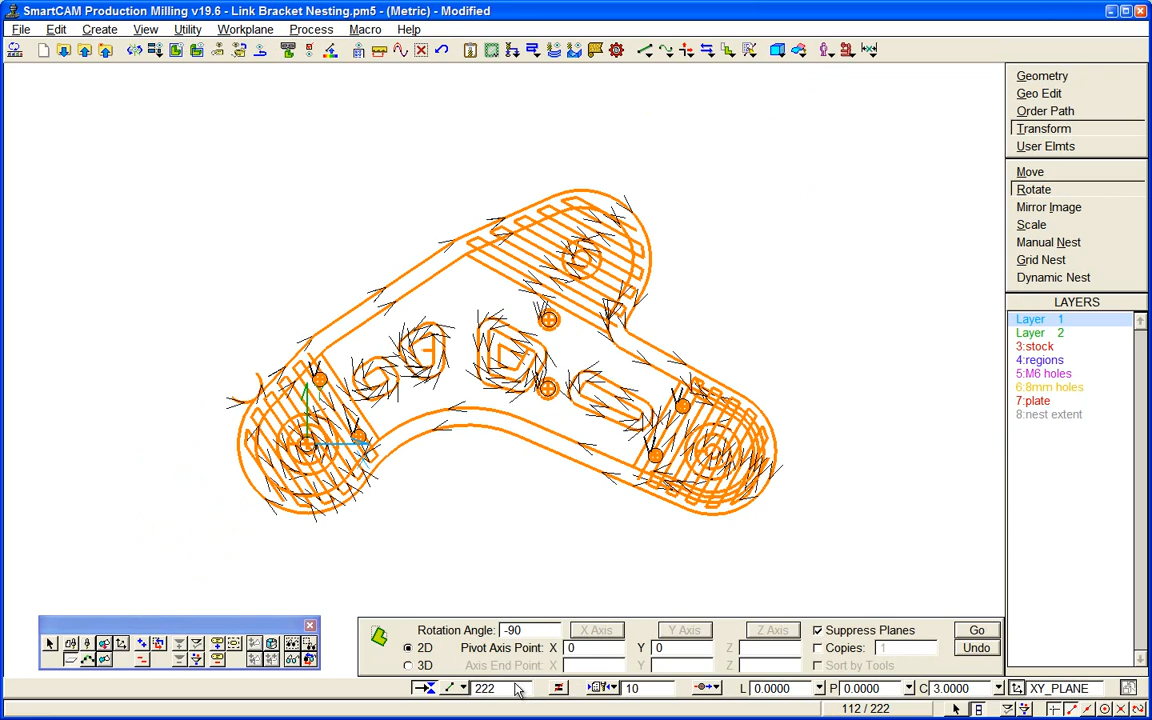 SmartCAM Production Milling v19.6 - Link Bracket Nesting.pm5 - (Metric) - Modified
File Edit Create View Utility Workplane Process Macro Help
Geometry
Geo Edit
Order Path
Transform
User Elmts
Move
Rotate
Mirror Image
Scale
Manual Nest
Grid Nest
Dynamic Nest
LAYERS
Layer 1
Layer 2
3:stock
4:regions
5:M6 holes
6:8mm holes
7:plate
8:nest extent
Rotation Angle: -90 X Axis Y Axis Z Axis Suppress Planes Go
2D Pivot Axis Point: X 0 Y 0 Z Copies: 1 Undo
3D Axis End Point: X Y Z Sort by Tools
222 10 L 0.0000 P 0.0000 C 3.0000 XY_PLANE
112 / 222